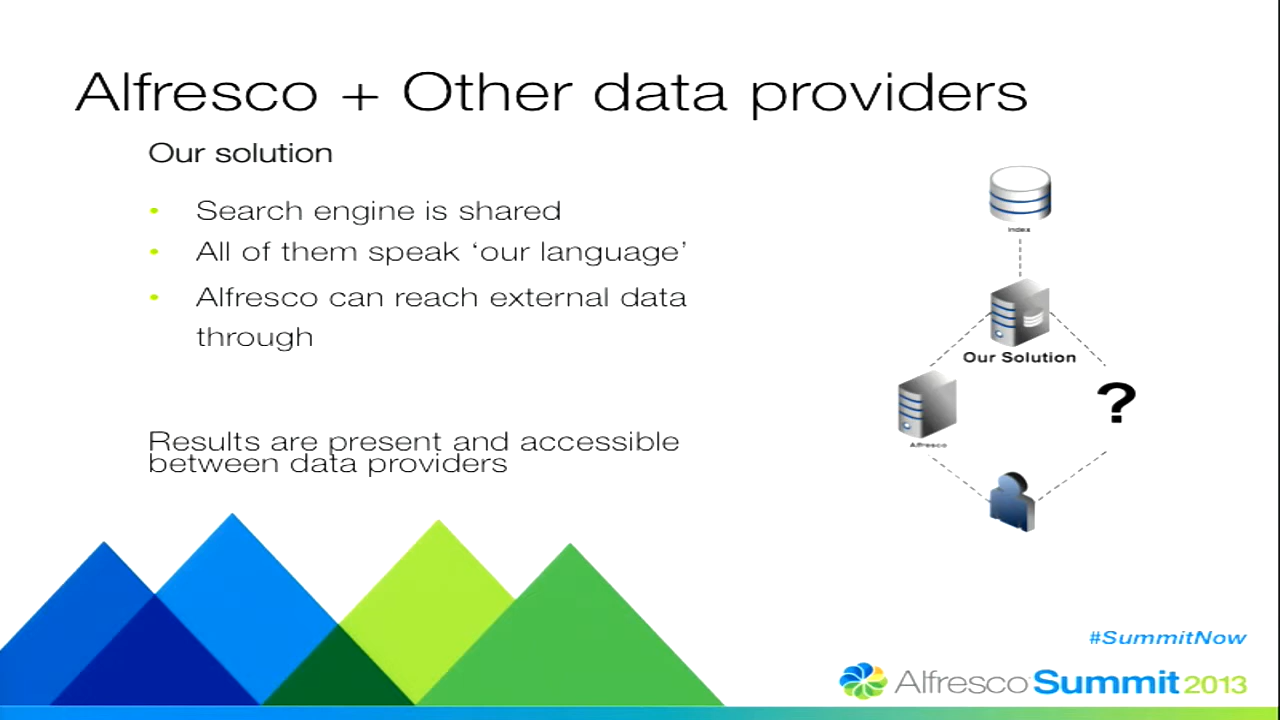 Alfresco + Other data providers
Our solution
• Search engine is shared
• All of them speak ‘our language’
• Alfresco can reach external data
through
Results are present and accessible
between data providers
Index
Our Solution
Alfresco
?
#SummitNow
Alfresco Summit 2013